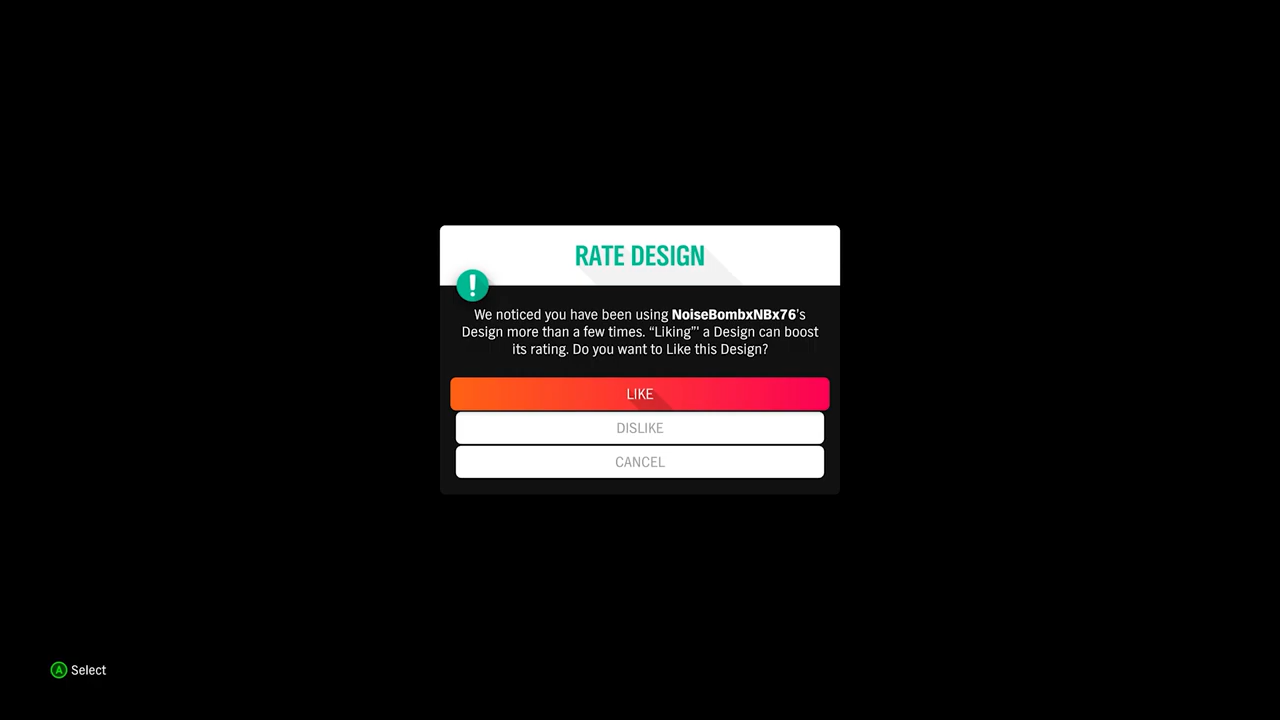 RATE DESIGN
We noticed you have been using NoiseBombxNBx76's
Design more than a few times. “Liking”' a Design can boost
its rating. Do you want to Like this Design?
LIKE
DISLIKE
CANCEL
A Select